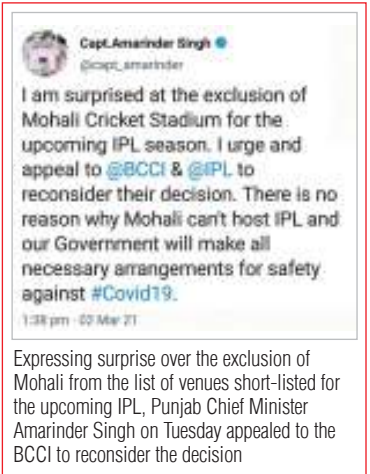 Capt.Amarinder Singh
@capt_amarinder
I am surprised at the exclusion of
Mohali Cricket Stadium for the
upcoming IPL season. I urge and
appeal to @BCCI & @IPL to
reconsider their decision. There is no
reason why Mohali can't host IPL and
our Government will make all
necessary arrangements for safety
against #Covid19.
1:38 pm · 02 Mar 21
Expressing surprise over the exclusion of
Mohali from the list of venues short-listed for
the upcoming IPL, Punjab Chief Minister
Amarinder Singh on Tuesday appealed to the
BCCI to reconsider the decision